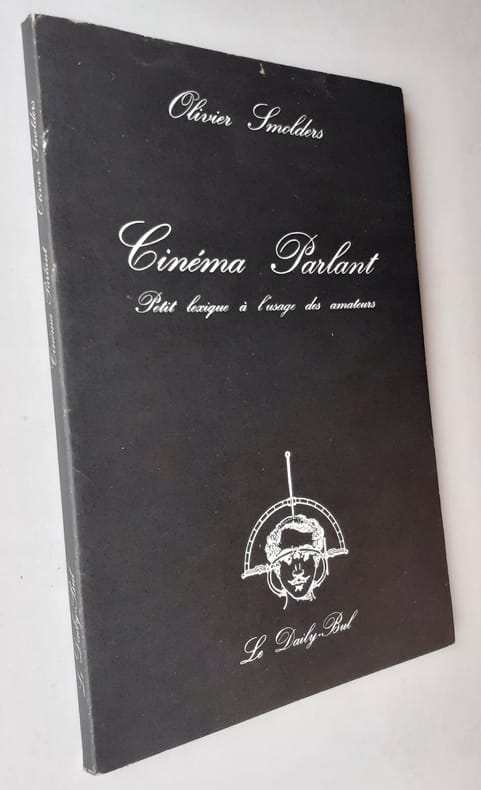 Olivier Smolders
Cinéma Parlant
Petit lexique à l'usage des amateurs
Le Daily-Bul
Le Daily-Bul Cinéma Parlant Olivier Smolders